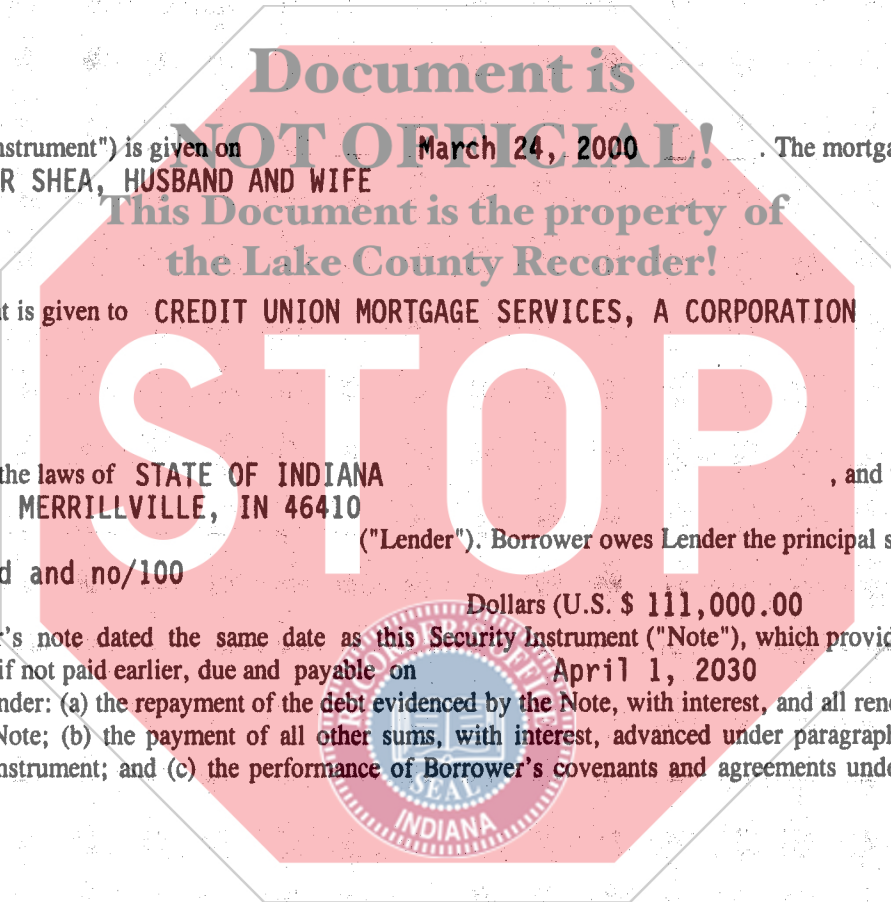 Document is
NOT OFFICIAL!
nstrument") is given on March 24, 2000 . The mortga
R SHEA, HUSBAND AND WIFE
This Document is the property of
the Lake County Recorder!
t is given to CREDIT UNION MORTGAGE SERVICES, A CORPORATION
STOP
the laws of STATE OF INDIANA , and
MERRILLVILLE, IN 46410
("Lender"). Borrower owes Lender the principal s
d and no/100
Dollars (U.S. $ 111,000.00
r's note dated the same date as this Security Instrument ("Note"), which provid
if not paid earlier, due and payable on April 1, 2030
nder: (a) the repayment of the debt evidenced by the Note, with interest, and all ren
Note; (b) the payment of all other sums, with interest, advanced under paragraph
nstrument; and (c) the performance of Borrower's covenants and agreements unde
RECORDER'S OFFICE
SEAL
INDIANA